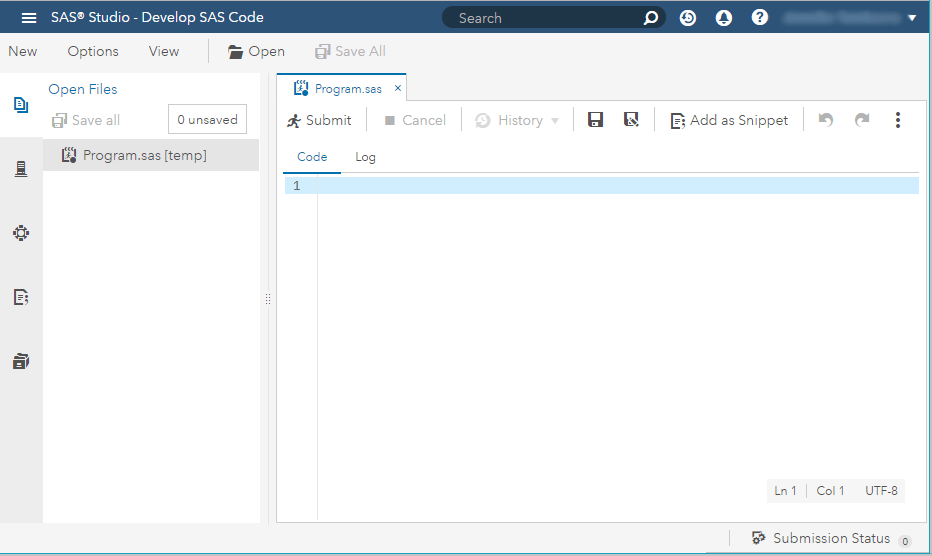 SAS® Studio - Develop SAS Code Search
New Options View Open Save All
Open Files
Save all 0 unsaved
Program.sas [temp]
Program.sas ×
Submit Cancel History Add as Snippet
Code Log
1
Ln 1 Col 1 UTF-8
Submission Status 0